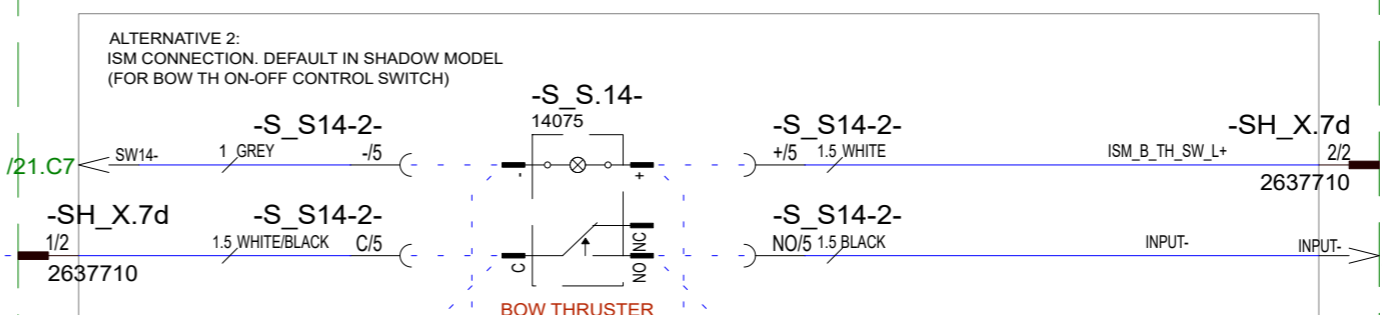 ALTERNATIVE 2:
ISM CONNECTION. DEFAULT IN SHADOW MODEL
(FOR BOW TH ON-OFF CONTROL SWITCH)
-S_S.14-
14075
-S_S14-2-
-S_S14-2-
-SH_X.7d
/21.C7
SW14-
1 GREY
-/5
-
+
+/5
1.5 WHITE
ISM_B_TH_SW_L+
2/2
2637710
-SH_X.7d
-S_S14-2-
-S_S14-2-
1/2
1.5 WHITE/BLACK
C/5
C
NO
NC
NO/5
1.5 BLACK
INPUT-
INPUT-
2637710
BOW THRUSTER